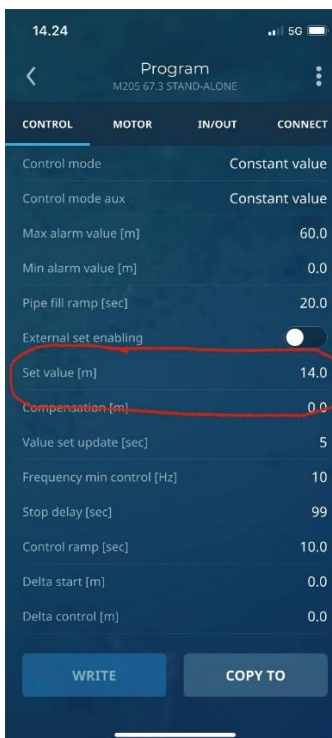 14.24 5G
Program
M205 67.3 STAND-ALONE
CONTROL MOTOR IN/OUT CONNECT
Control mode Constant value
Control mode aux Constant value
Max alarm value [m] 60.0
Min alarm value [m] 0.0
Pipe fill ramp [sec] 20.0
External set enabling
Set value [m] 14.0
Compensation [m] 0.0
Value set update [sec] 5
Frequency min control [Hz] 10
Stop delay [sec] 99
Control ramp [sec] 10.0
Delta start [m] 0.0
Delta control [m] 0.0
WRITE COPY TO